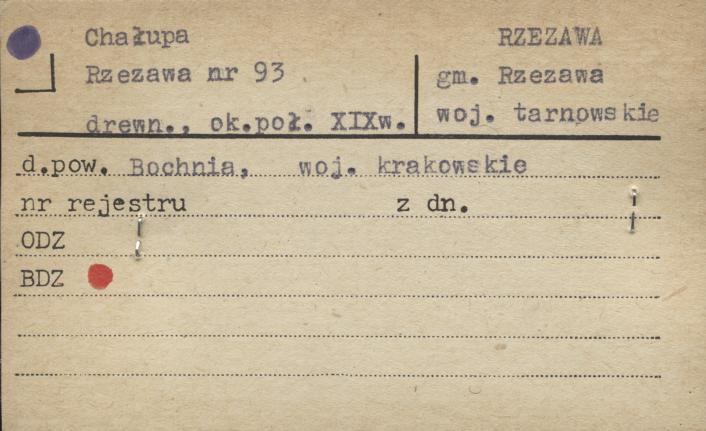 Chałupa
Rzezawa nr 93
drewn., ok.poł. XIXw.
RZEZAWA
gm. Rzezawa
woj. tarnowskie
d.pow. Bochnia, woj. krakowskie
nr rejestru z dn.
ODZ
BDZ